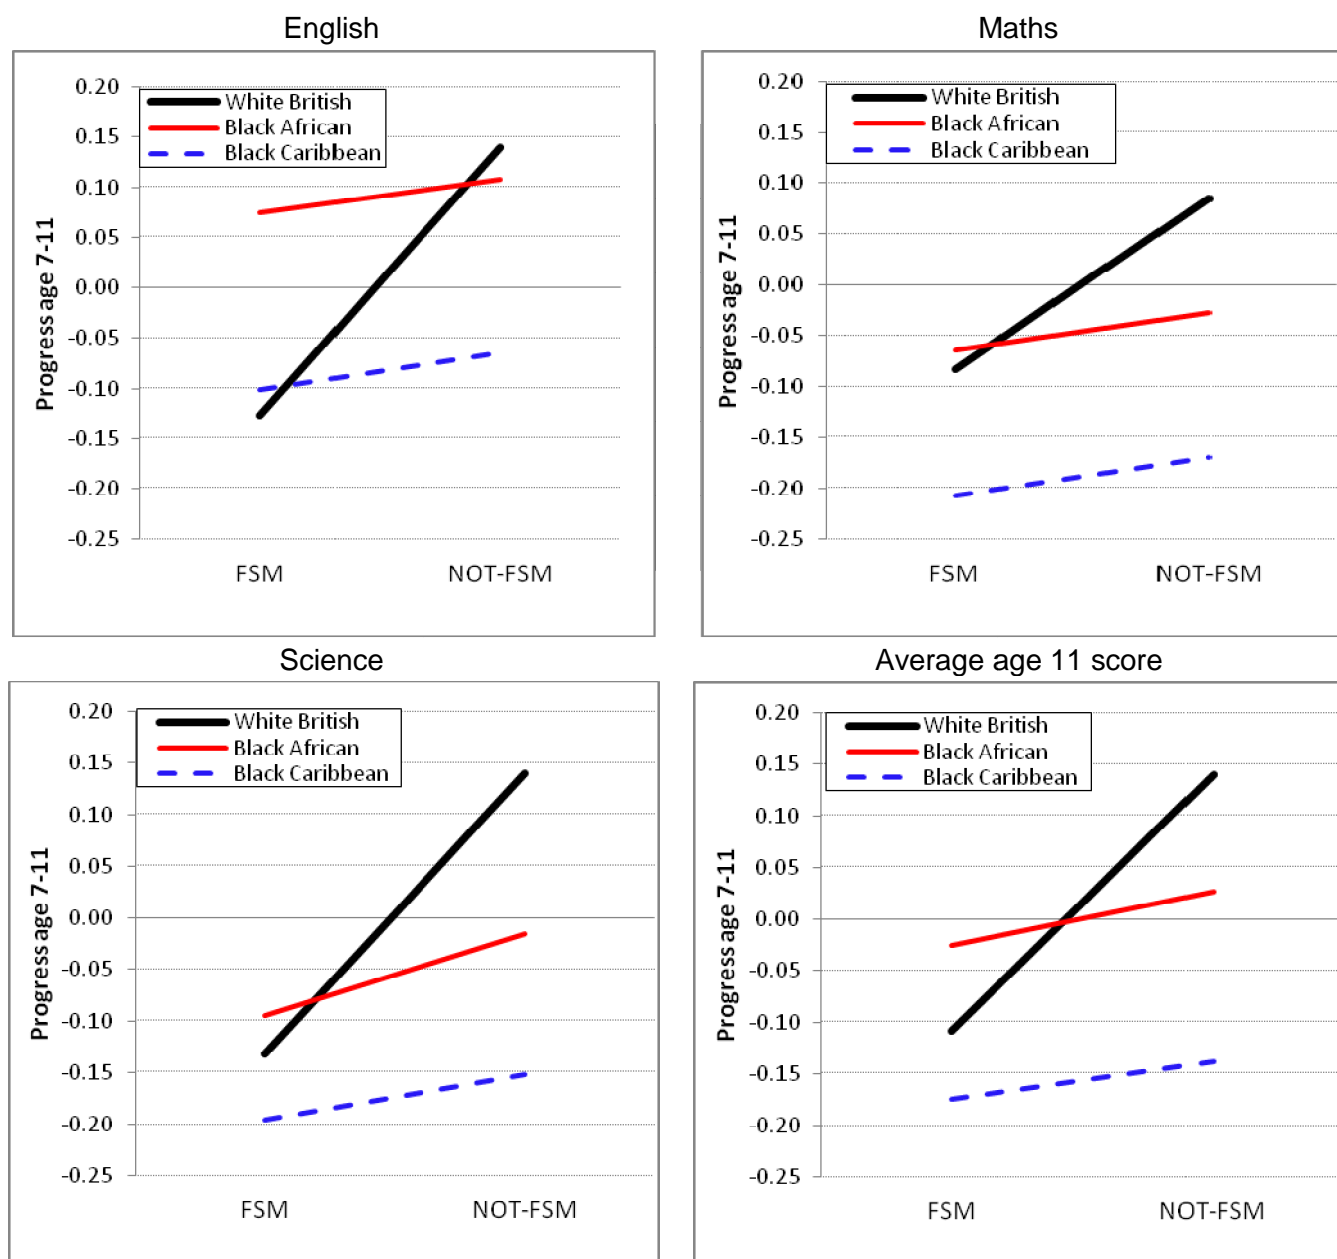 English
0.20
0.15
0.10
0.05
0.00
-0.05
-0.10
-0.15
-0.20
-0.25
Progress age 7-11
White British
Black African
Black Caribbean
FSM NOT-FSM
Maths
0.20
0.15
0.10
0.05
0.00
-0.05
-0.10
-0.15
-0.20
-0.25
Progress age 7-11
White British
Black African
Black Caribbean
FSM NOT-FSM
Science
0.20
0.15
0.10
0.05
0.00
-0.05
-0.10
-0.15
-0.20
-0.25
Progress age 7-11
White British
Black African
Black Caribbean
FSM NOT-FSM
Average age 11 score
0.20
0.15
0.10
0.05
0.00
-0.05
-0.10
-0.15
-0.20
-0.25
Progress age 7-11
White British
Black African
Black Caribbean
FSM NOT-FSM